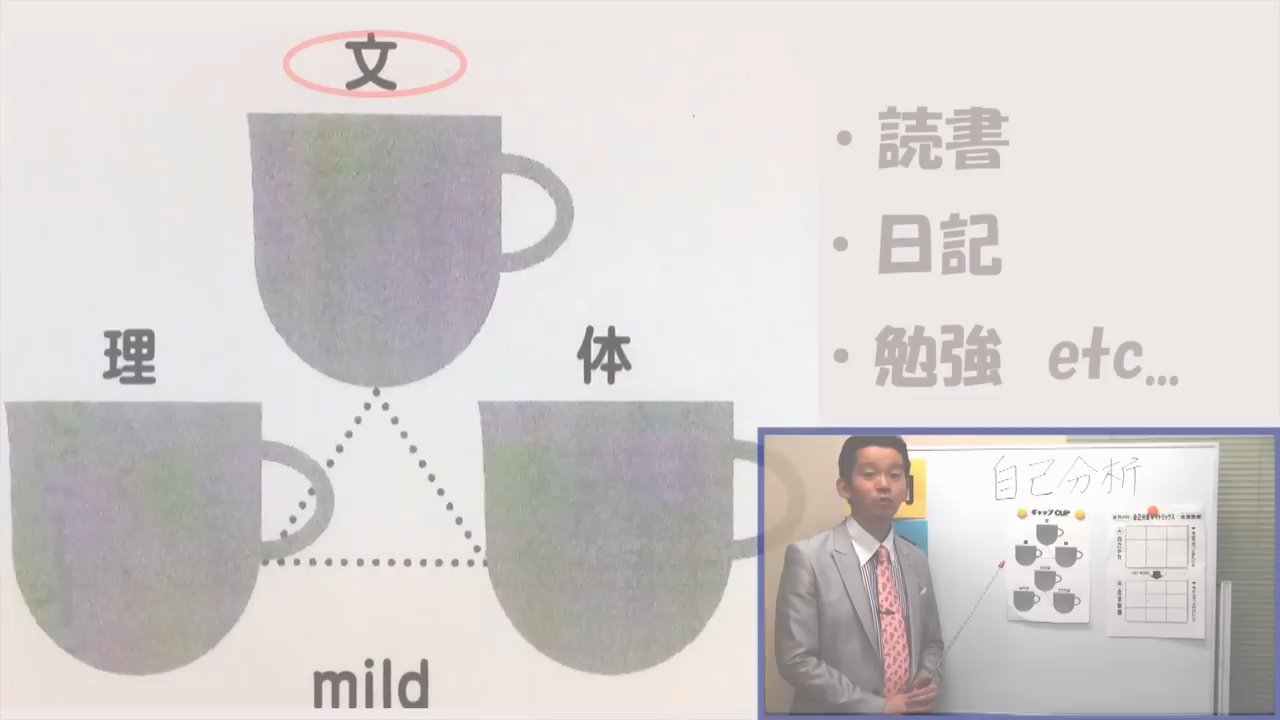 文
理
体
mild
• 読書
• 日記
• 勉強 etc...
自己分析
ギャップCUP
文
自己分析マトリックス